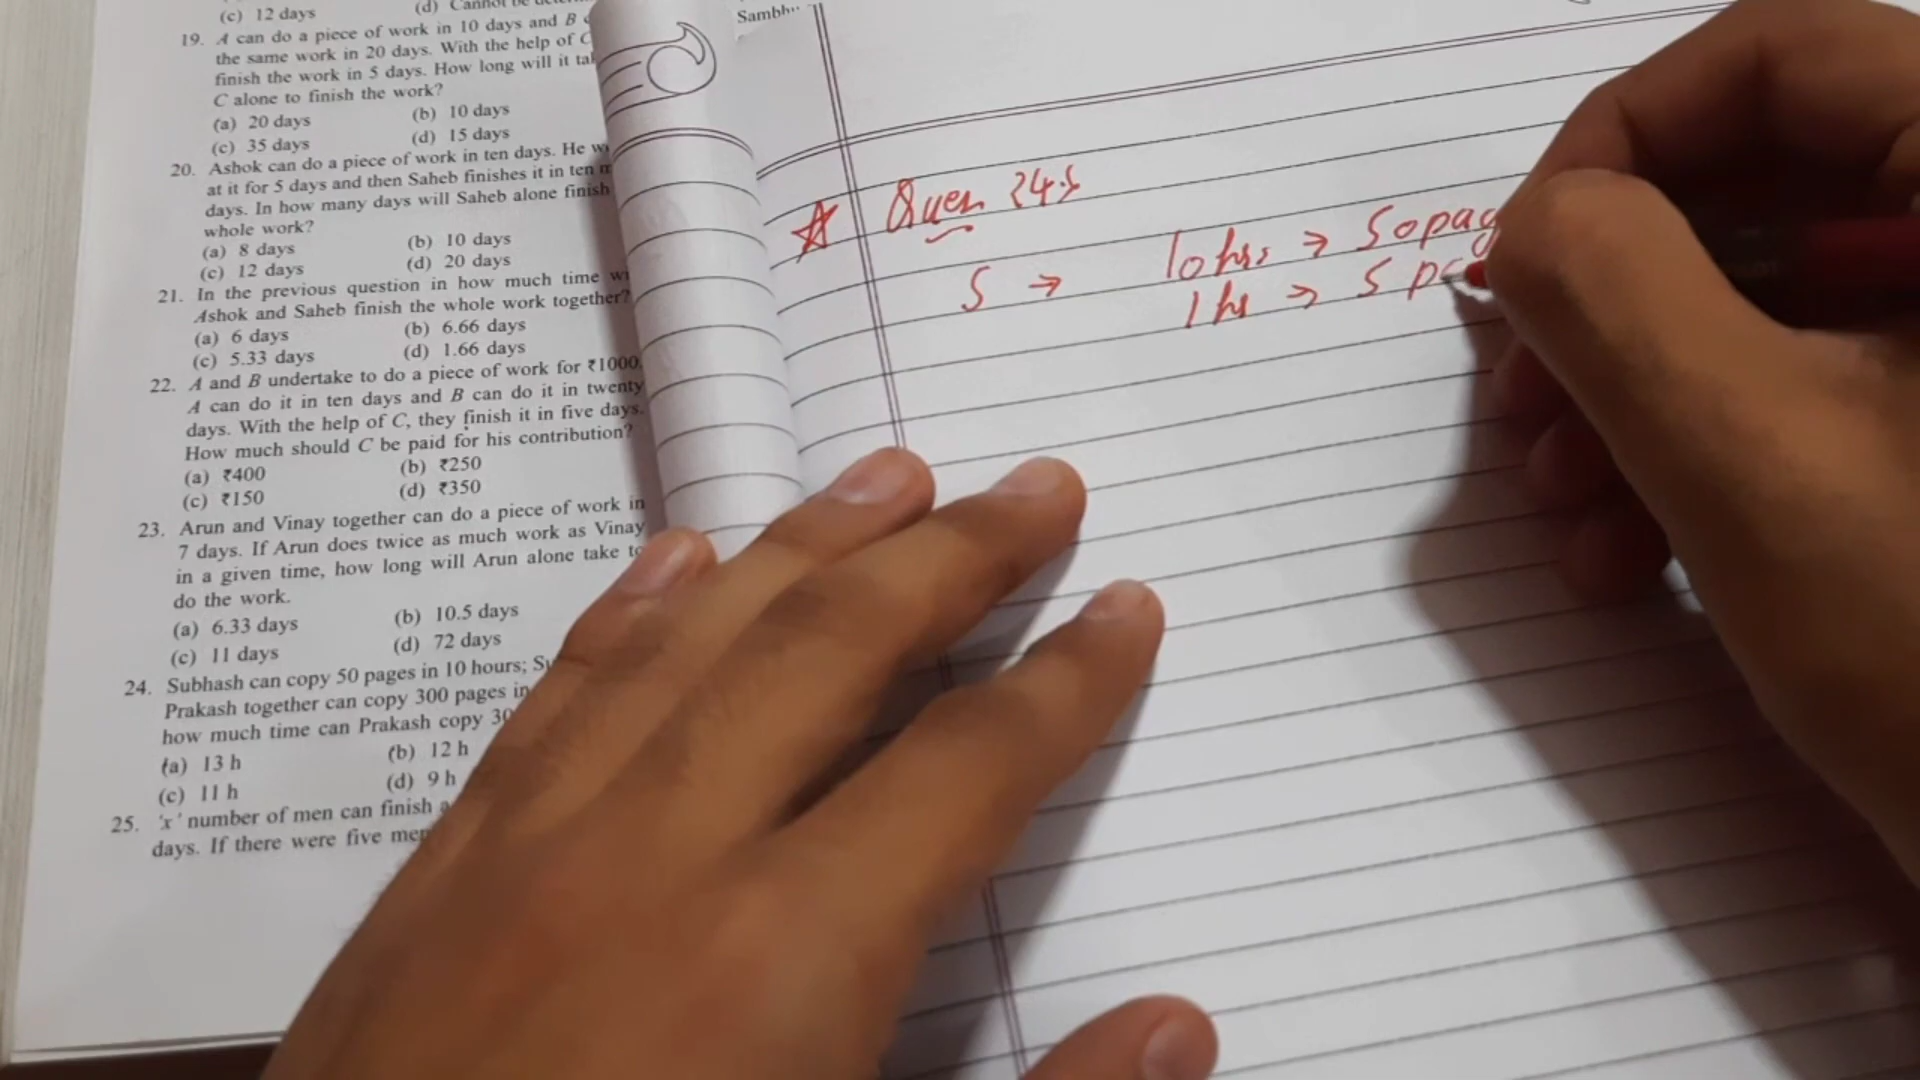 (c) 12 days (d) Cannot be
19. A can do a piece of work in 10 days and B
the same work in 20 days. With the help of C
finish the work in 5 days. How long will it
C alone to finish the work?
(a) 20 days (b) 10 days
(c) 35 days (d) 15 days
20. Ashok can do a piece of work in ten days. He
at it for 5 days and then Saheb finishes it in ten
days. In how many days will Saheb alone finish
whole work?
(a) 8 days (b) 10 days
(c) 12 days (d) 20 days
21. In the previous question in how much time
Ashok and Saheb finish the whole work together?
(a) 6 days (b) 6.66 days
(c) 5.33 days (d) 1.66 days
22. A and B undertake to do a piece of work for ₹1000.
A can do it in ten days and B can do it in twenty
days. With the help of C, they finish it in five days.
How much should C be paid for his contribution?
(a) ₹400 (b) ₹250
(c) ₹150 (d) ₹350
23. Arun and Vinay together can do a piece of work in
7 days. If Arun does twice as much work as Vinay
in a given time, how long will Arun alone take to
do the work.
(a) 6.33 days (b) 10.5 days
(c) 11 days (d) 72 days
24. Subhash can copy 50 pages in 10 hours;
Prakash together can copy 300 pages in
how much time can Prakash copy
(a) 13 h (b) 12 h
(c) 11 h (d) 9 h
25. 'x' number of men can finish
days. If there were five
Ques 24:
S → 10 hrs → 50 pag
1 hr → 5